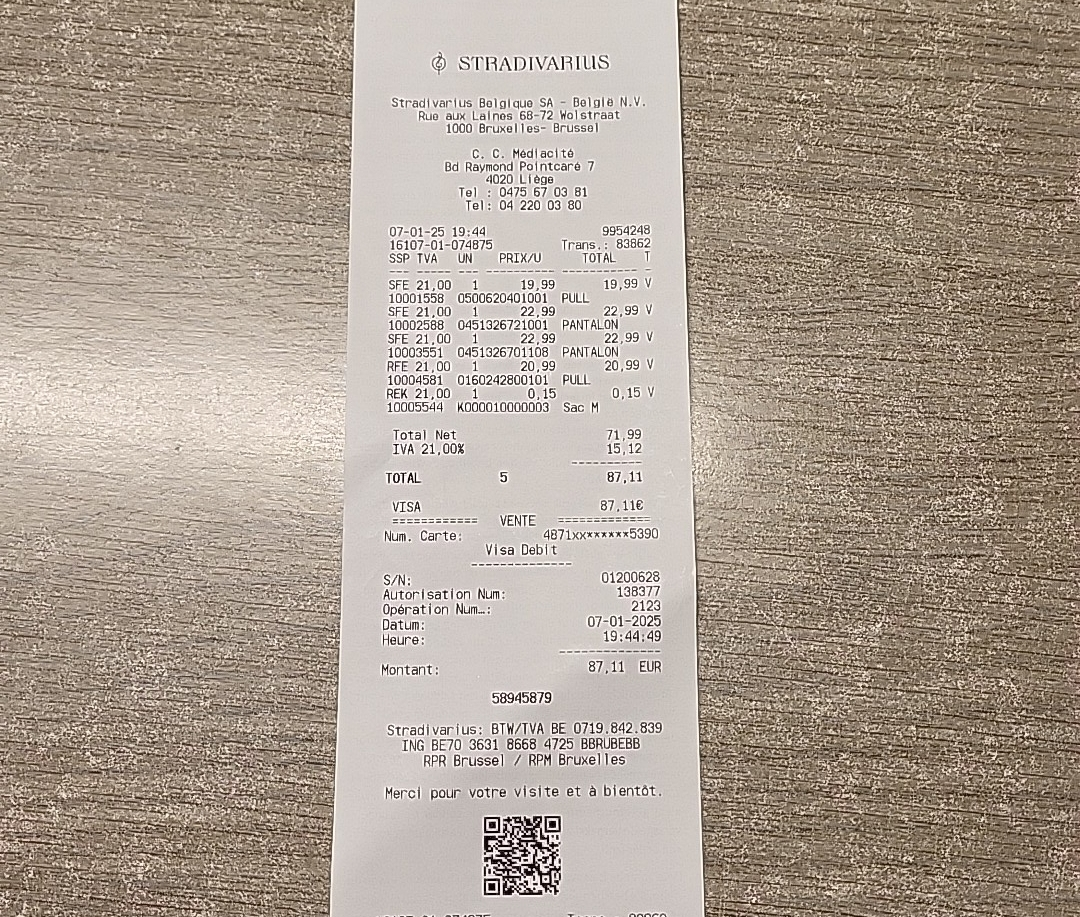 STRADIVARIUS
Stradivarius Belgique SA - België N.V.
Rue aux Laines 68-72 Wolstraat
1000 Bruxelles- Brussel
C. C. Médiacité
Bd Raymond Pointcaré 7
4020 Liège
Tel : 0475 67 03 81
Tel: 04 220 03 80
07-01-25 19:44 9954248
16107-01-074875 Trans.: 83862
SSP TVA UN PRIX/U TOTAL T
--- ----- --- ----------- ----------- -
SFE 21,00 1 19,99 19,99 V
10001558 0500620401001 PULL
SFE 21,00 1 22,99 22,99 V
10002588 0451326721001 PANTALON
SFE 21,00 1 22,99 22,99 V
10003551 0451326701108 PANTALON
RFE 21,00 1 20,99 20,99 V
10004581 0160242800101 PULL
REK 21,00 1 0,15 0,15 V
10005544 K000010000003 Sac M
Total Net 71,99
IVA 21,00% 15,12
----------
TOTAL 5 87,11
VISA 87,11€
============ VENTE =============
Num. Carte: 4871xx******5390
Visa Debit
--------------
S/N: 01200628
Autorisation Num: 138377
Opération Num…: 2123
Datum: 07-01-2025
Heure: 19:44:49
--------------
Montant: 87,11 EUR
58945879
Stradivarius: BTW/TVA BE 0719.842.839
ING BE70 3631 8668 4725 BBRUBEBB
RPR Brussel / RPM Bruxelles
Merci pour votre visite et à bientôt.